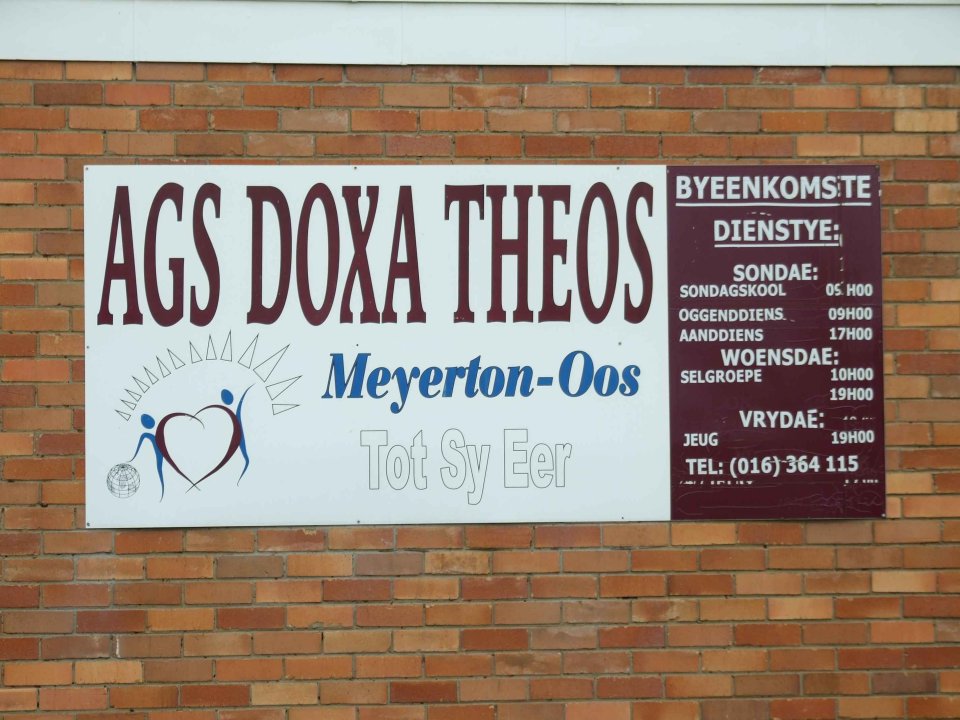 AGS DOXA THEOS
Meyerton-Oos
Tot Sy Eer
BYEENKOMSTE
DIENSTYE:
SONDAE:
SONDAGSKOOL
OGGENDDIENS 09H00
AANDDIENS 17H00
WOENSDAE:
SELGROEPE 10H00
19H00
VRYDAE:
JEUG 19H00
TEL: (016) 364 115